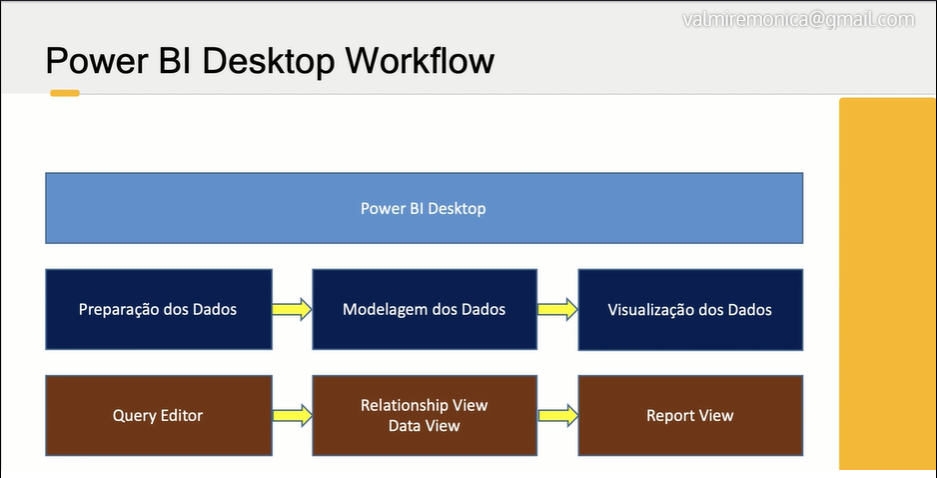 valmiremonica@gmail.com
Power BI Desktop Workflow
Power BI Desktop
Preparação dos Dados
Modelagem dos Dados
Visualização dos Dados
Query Editor
Relationship View
Data View
Report View